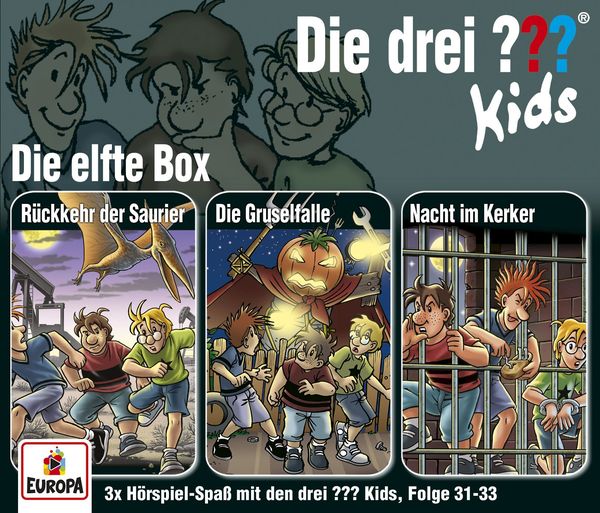 Die drei ???®
Kids
Die elfte Box
Rückkehr der Saurier
Die Gruselfalle
Nacht im Kerker
EUROPA
3x Hörspiel-Spaß mit den drei ??? Kids, Folge 31-33